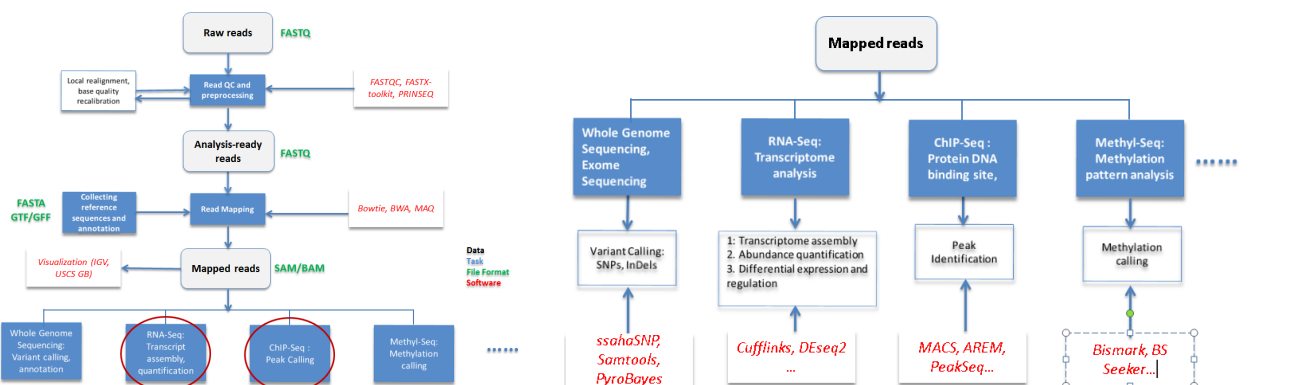 Raw reads
FASTQ
Local realignment,
base quality
recalibration
Read QC and
preprocessing
FASTQC, FASTX-
toolkit, PRINSEQ
Analysis-ready
reads
FASTQ
FASTA
GTF/GFF
Collecting
reference
sequences and
annotation
Read Mapping
Bowtie, BWA, MAQ
Visualization (IGV,
USCS GB)
Mapped reads
SAM/BAM
Data
Task
File Format
Software
Whole Genome
Sequencing:
Variant calling,
annotation
RNA-Seq:
Transcript
assembly,
quantification
ChIP-Seq :
Peak Calling
Methyl-Seq:
Methylation
calling
......
Mapped reads
Whole Genome
Sequencing,
Exome
Sequencing
RNA-Seq:
Transcriptome
analysis
ChIP-Seq :
Protein DNA
binding site,
Methyl-Seq:
Methylation
pattern analysis
......
Variant Calling:
SNPs, InDels
1: Transcriptome assembly
2. Abundance quantification
3. Differential expression and
regulation
Peak
Identification
Methylation
calling
ssahaSNP,
Samtools,
PyroBayes
Cufflinks, DEseq2
...
MACS, AREM,
PeakSeq...
Bismark, BS
Seeker...